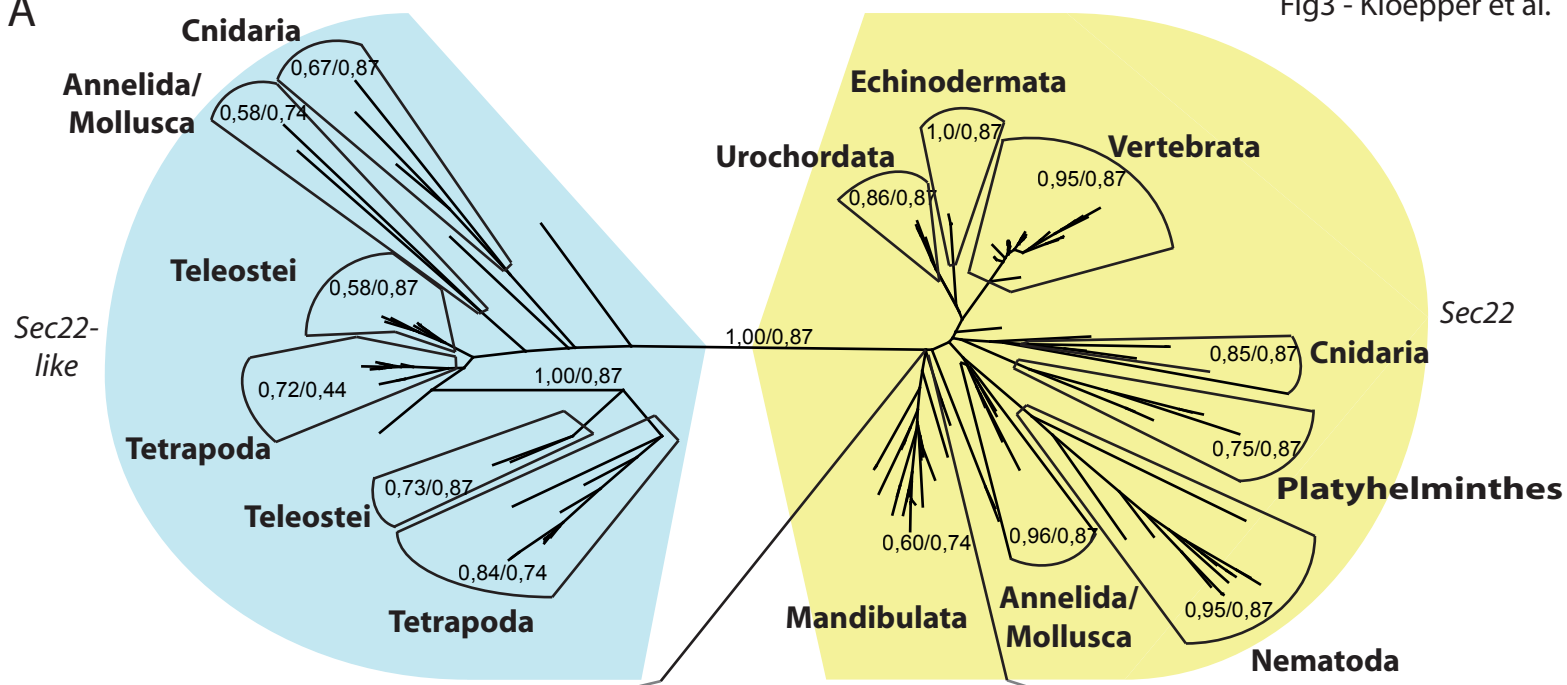 A
Fig3 - Kloepper et al.
Cnidaria
0,67/0,87
Annelida/
Mollusca
0,58/0,74
Teleostei
0,58/0,87
Sec22-
like
0,72/0,44
Tetrapoda
1,00/0,87
0,73/0,87
Teleostei
0,84/0,74
Tetrapoda
1,00/0,87
Echinodermata
1,0/0,87
Urochordata
0,86/0,87
Vertebrata
0,95/0,87
Sec22
0,85/0,87
Cnidaria
0,75/0,87
Platyhelminthes
0,60/0,74
Mandibulata
0,96/0,87
Annelida/
Mollusca
0,95/0,87
Nematoda